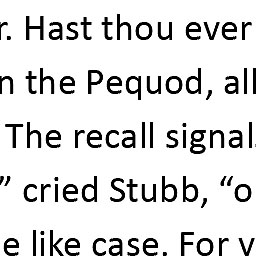 r. Hast thou ever
n the Pequod, all
The recall signal.
” cried Stubb, “o
e like case. For v